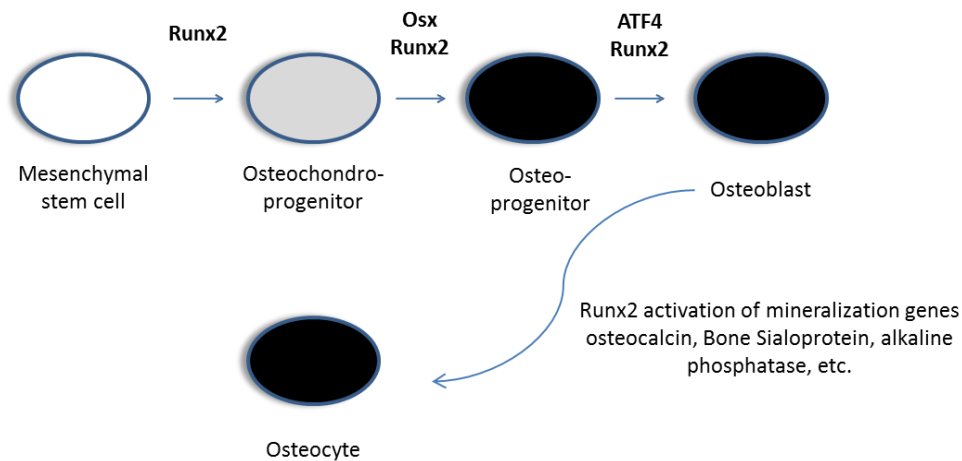 Runx2
Osx
Runx2
ATF4
Runx2
Mesenchymal
stem cell
Osteochondro-
progenitor
Osteo-
progenitor
Osteoblast
Runx2 activation of mineralization genes
osteocalcin, Bone Sialoprotein, alkaline
phosphatase, etc.
Osteocyte